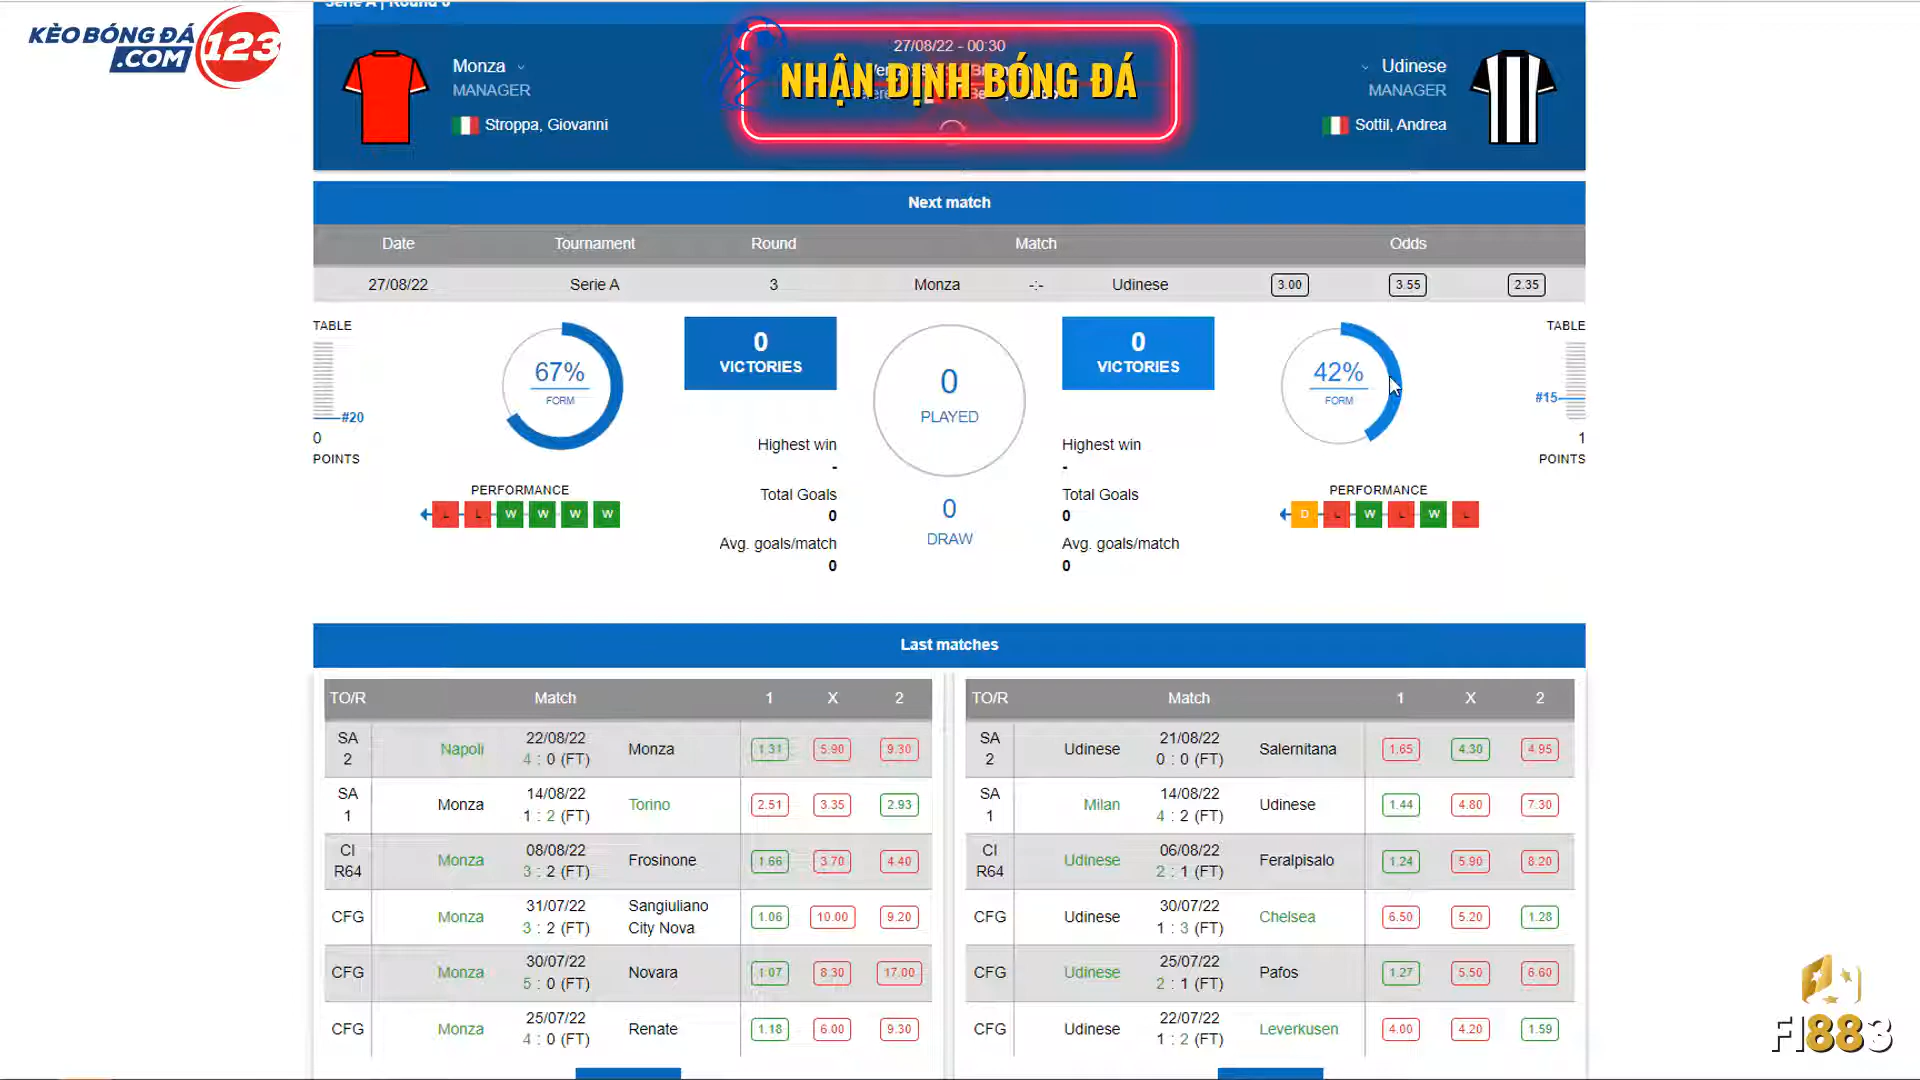 KÈO BÓNG ĐÁ
.COM
123
Serie A | Round 3
27/08/22 - 00:30
NHẬN ĐỊNH BÓNG ĐÁ
Monza
MANAGER
Stroppa, Giovanni
Udinese
MANAGER
Sottil, Andrea
Next match
Date Tournament Round Match Odds
27/08/22 Serie A 3 Monza -:- Udinese 3.00 3.55 2.35
TABLE
#20
0
POINTS
67%
FORM
PERFORMANCE
L L W W W W
0
VICTORIES
Highest win
-
Total Goals
0
Avg. goals/match
0
0
PLAYED
0
DRAW
0
VICTORIES
Highest win
-
Total Goals
0
Avg. goals/match
0
42%
FORM
PERFORMANCE
D L W L W L
TABLE
#15
1
POINTS
Last matches
TO/R Match 1 X 2
SA 2 Napoli 22/08/22 4 : 0 (FT) Monza 1.31 5.90 9.30
SA 1 Monza 14/08/22 1 : 2 (FT) Torino 2.51 3.35 2.93
CI R64 Monza 08/08/22 3 : 2 (FT) Frosinone 1.66 3.70 4.40
CFG Monza 31/07/22 3 : 2 (FT) Sangiuliano City Nova 1.06 10.00 9.20
CFG Monza 30/07/22 5 : 0 (FT) Novara 1.07 8.30 17.00
CFG Monza 25/07/22 4 : 0 (FT) Renate 1.18 6.00 9.30
TO/R Match 1 X 2
SA 2 Udinese 21/08/22 0 : 0 (FT) Salernitana 1.65 4.30 4.95
SA 1 Milan 14/08/22 4 : 2 (FT) Udinese 1.44 4.80 7.30
CI R64 Udinese 06/08/22 2 : 1 (FT) Feralpisalo 1.24 5.90 8.20
CFG Udinese 30/07/22 1 : 3 (FT) Chelsea 6.50 5.20 1.28
CFG Udinese 25/07/22 2 : 1 (FT) Pafos 1.27 5.50 6.60
CFG Udinese 22/07/22 1 : 2 (FT) Leverkusen 4.00 4.20 1.59
FI883